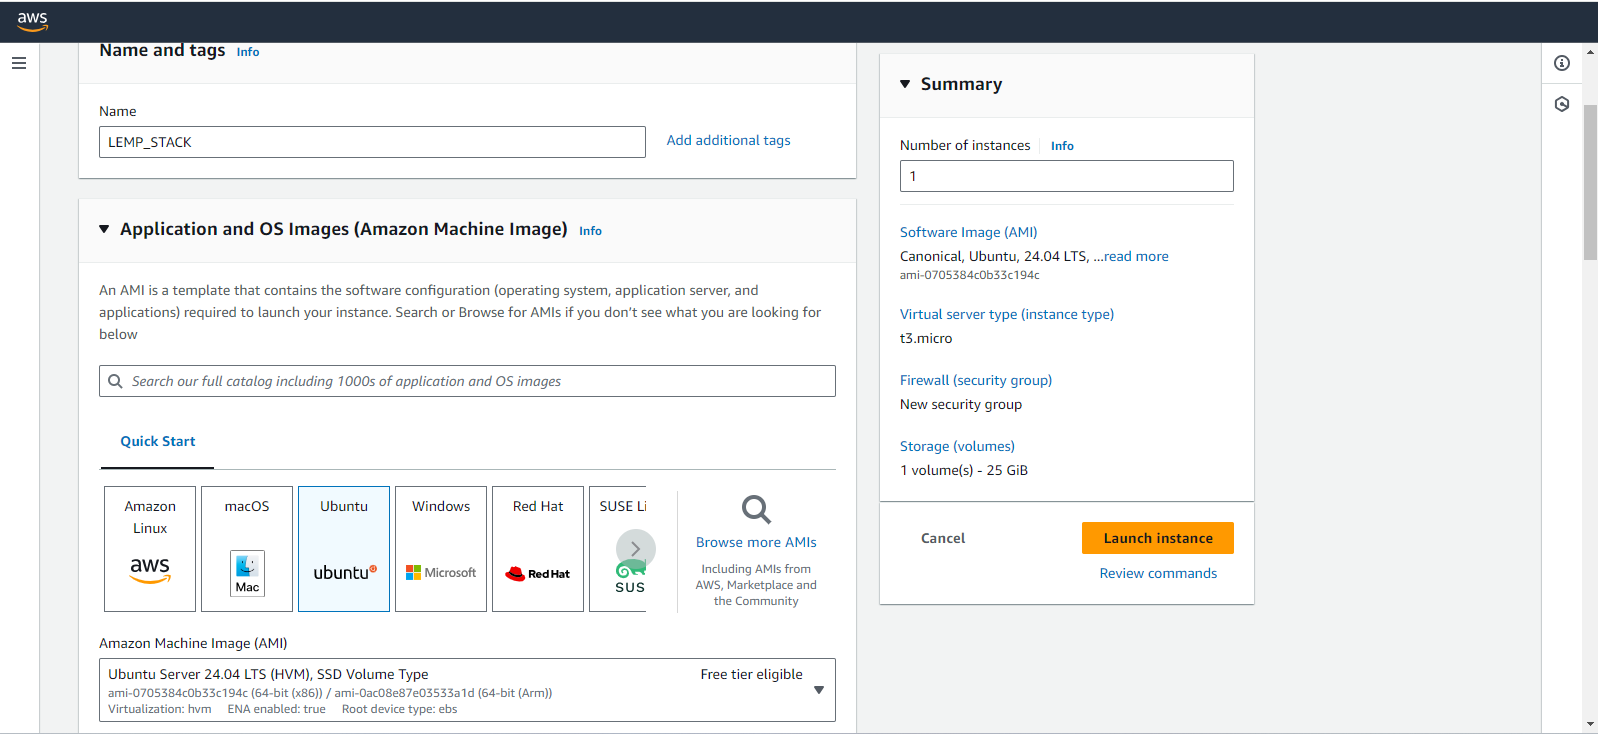 aws
Name and tags Info
Name
LEMP_STACK
Add additional tags
Application and OS Images (Amazon Machine Image) Info
An AMI is a template that contains the software configuration (operating system, application server, and
applications) required to launch your instance. Search or Browse for AMIs if you don’t see what you are looking for
below
Search our full catalog including 1000s of application and OS images
Quick Start
Amazon
Linux
aws
macOS
Mac
Ubuntu
ubuntu
Windows
Microsoft
Red Hat
Red Hat
SUSE Li
SUS
Browse more AMIs
Including AMIs from
AWS, Marketplace and
the Community
Amazon Machine Image (AMI)
Ubuntu Server 24.04 LTS (HVM), SSD Volume Type
Free tier eligible
ami-0705384c0b33c194c (64-bit (x86)) / ami-0ac08e87e03533a1d (64-bit (Arm))
Virtualization: hvm ENA enabled: true Root device type: ebs
Summary
Number of instances Info
1
Software Image (AMI)
Canonical, Ubuntu, 24.04 LTS, ...read more
ami-0705384c0b33c194c
Virtual server type (instance type)
t3.micro
Firewall (security group)
New security group
Storage (volumes)
1 volume(s) - 25 GiB
Cancel
Launch instance
Review commands